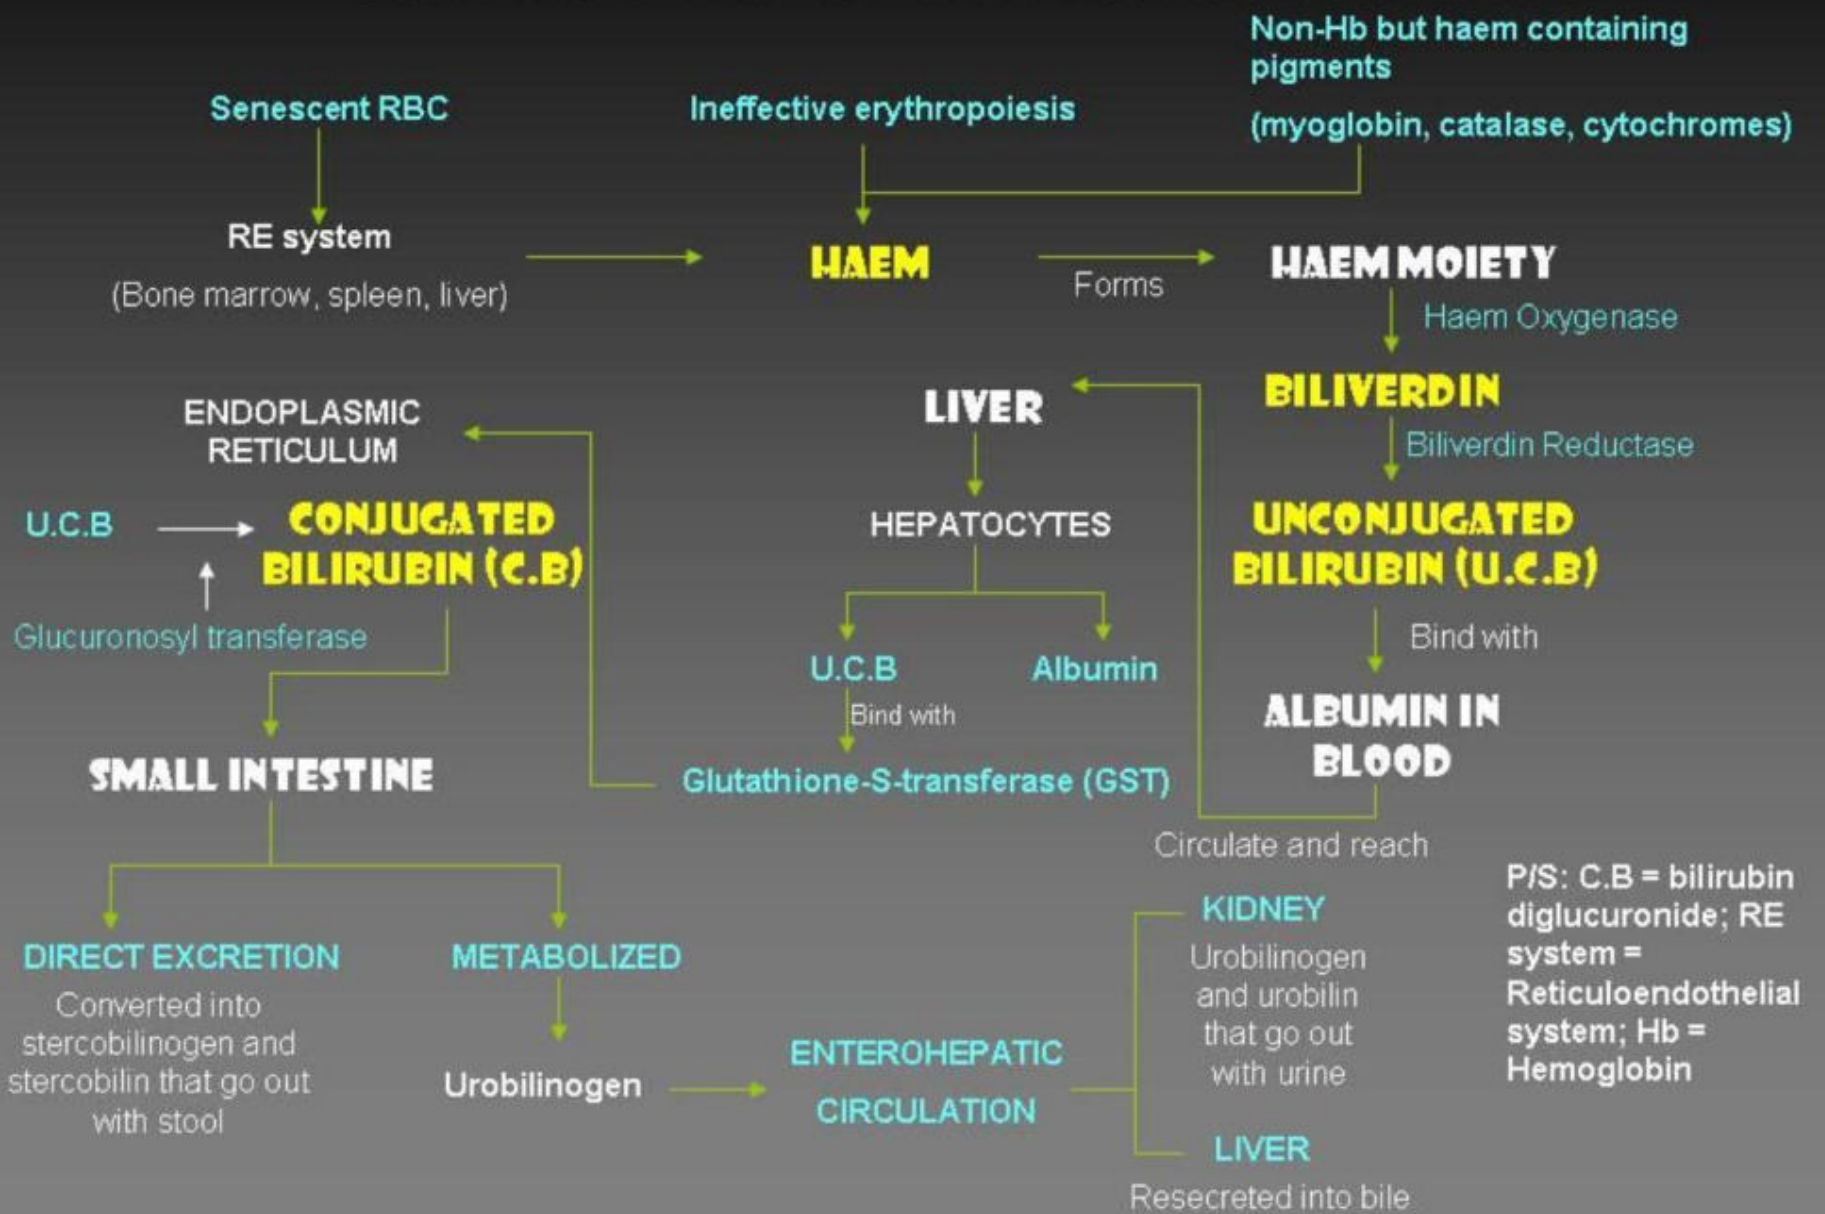 Non-Hb but haem containing
pigments
(myoglobin, catalase, cytochromes)
Senescent RBC
Ineffective erythropoiesis
RE system
(Bone marrow, spleen, liver)
HAEM
Forms
HAEM MOIETY
Haem Oxygenase
BILIVERDIN
Biliverdin Reductase
UNCONJUGATED
BILIRUBIN (U.C.B)
Bind with
ALBUMIN IN
BLOOD
Circulate and reach
LIVER
HEPATOCYTES
U.C.B
Albumin
Bind with
Glutathione-S-transferase (GST)
ENDOPLASMIC
RETICULUM
U.C.B
CONJUGATED
BILIRUBIN (C.B)
Glucuronosyl transferase
SMALL INTESTINE
DIRECT EXCRETION
Converted into
stercobilinogen and
stercobilin that go out
with stool
METABOLIZED
Urobilinogen
ENTEROHEPATIC
CIRCULATION
KIDNEY
Urobilinogen
and urobilin
that go out
with urine
LIVER
Resecreted into bile
P/S: C.B = bilirubin
diglucuronide; RE
system =
Reticuloendothelial
system; Hb =
Hemoglobin